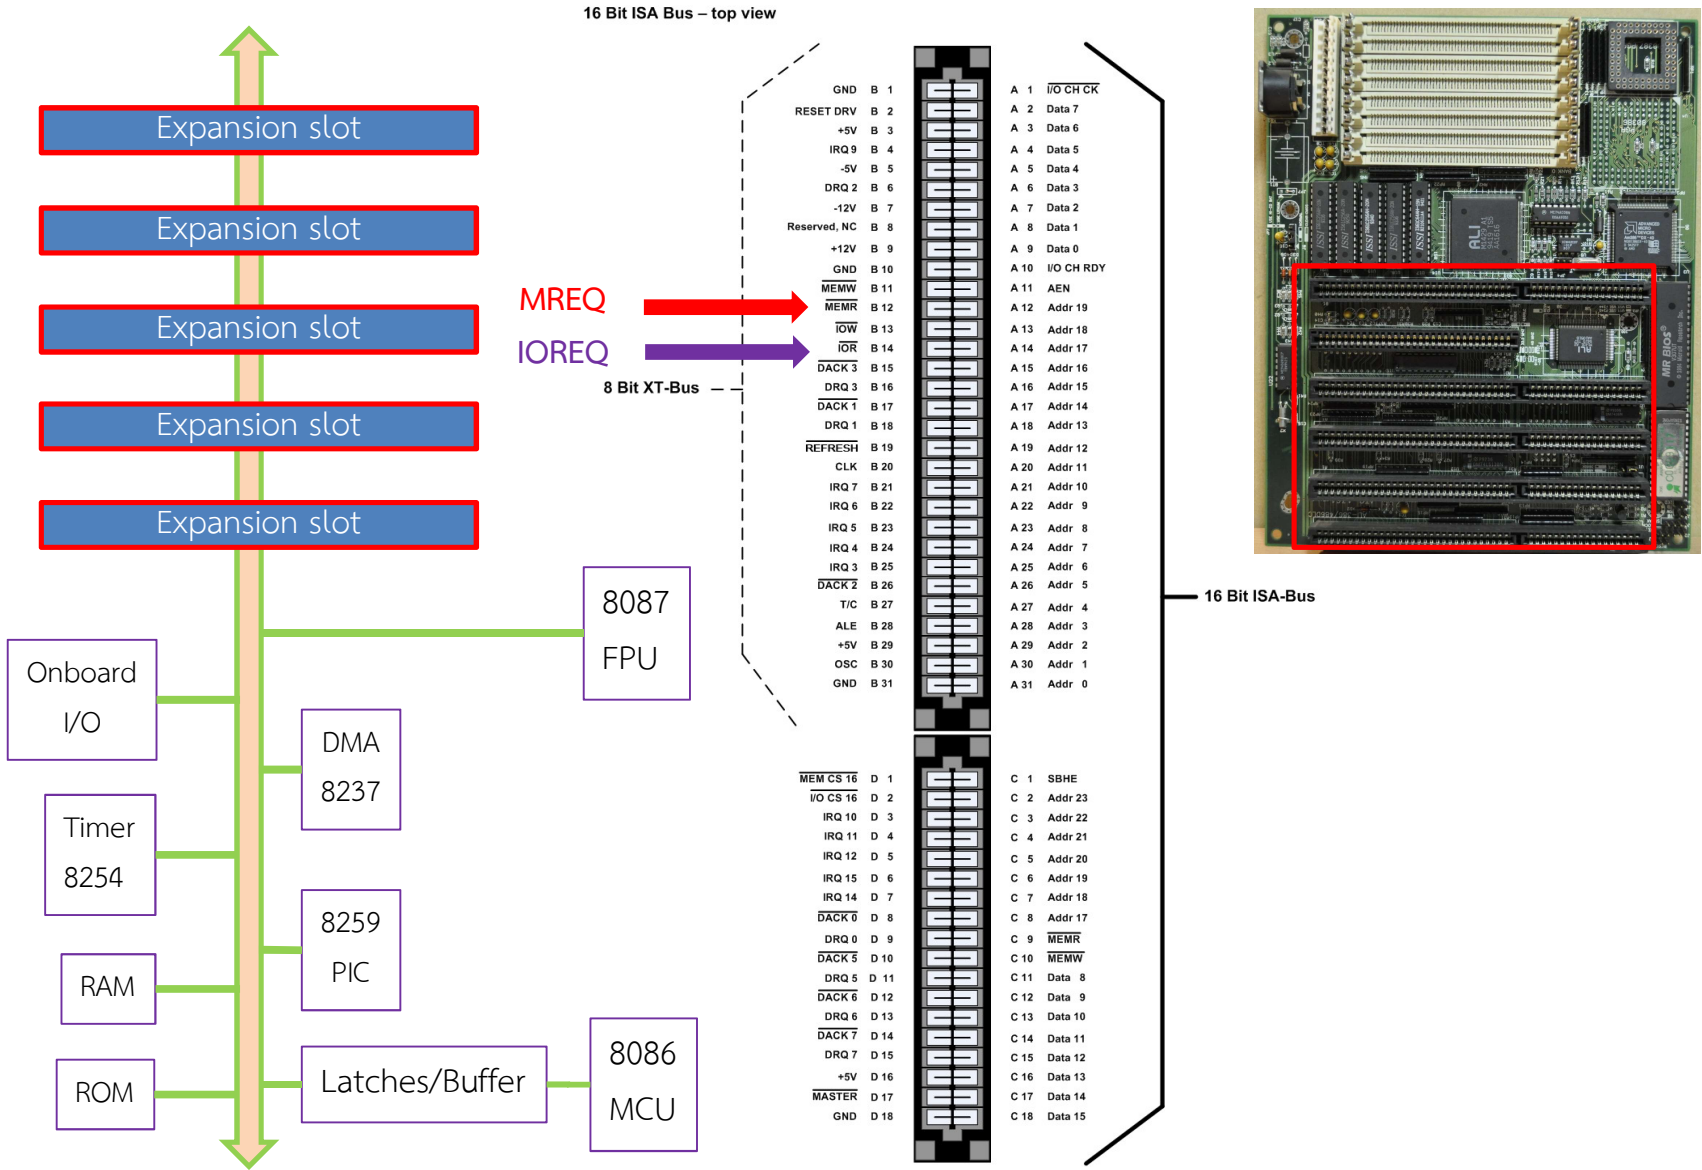 16 Bit ISA Bus – top view
Expansion slot
Expansion slot
Expansion slot
Expansion slot
Expansion slot
8087
FPU
Onboard
I/O
DMA
8237
Timer
8254
8259
PIC
RAM
ROM
Latches/Buffer
8086
MCU
MREQ
IOREQ
8 Bit XT-Bus
GND B 1 A 1 I/O CH CK
RESET DRV B 2 A 2 Data 7
+5V B 3 A 3 Data 6
IRQ 9 B 4 A 4 Data 5
-5V B 5 A 5 Data 4
DRQ 2 B 6 A 6 Data 3
-12V B 7 A 7 Data 2
Reserved, NC B 8 A 8 Data 1
+12V B 9 A 9 Data 0
GND B 10 A 10 I/O CH RDY
MEMW B 11 A 11 AEN
MEMR B 12 A 12 Addr 19
IOW B 13 A 13 Addr 18
IOR B 14 A 14 Addr 17
DACK 3 B 15 A 15 Addr 16
DRQ 3 B 16 A 16 Addr 15
DACK 1 B 17 A 17 Addr 14
DRQ 1 B 18 A 18 Addr 13
REFRESH B 19 A 19 Addr 12
CLK B 20 A 20 Addr 11
IRQ 7 B 21 A 21 Addr 10
IRQ 6 B 22 A 22 Addr 9
IRQ 5 B 23 A 23 Addr 8
IRQ 4 B 24 A 24 Addr 7
IRQ 3 B 25 A 25 Addr 6
DACK 2 B 26 A 26 Addr 5
T/C B 27 A 27 Addr 4
ALE B 28 A 28 Addr 3
+5V B 29 A 29 Addr 2
OSC B 30 A 30 Addr 1
GND B 31 A 31 Addr 0
MEM CS 16 D 1 C 1 SBHE
I/O CS 16 D 2 C 2 Addr 23
IRQ 10 D 3 C 3 Addr 22
IRQ 11 D 4 C 4 Addr 21
IRQ 12 D 5 C 5 Addr 20
IRQ 15 D 6 C 6 Addr 19
IRQ 14 D 7 C 7 Addr 18
DACK 0 D 8 C 8 Addr 17
DRQ 0 D 9 C 9 MEMR
DACK 5 D 10 C 10 MEMW
DRQ 5 D 11 C 11 Data 8
DACK 6 D 12 C 12 Data 9
DRQ 6 D 13 C 13 Data 10
DACK 7 D 14 C 14 Data 11
DRQ 7 D 15 C 15 Data 12
+5V D 16 C 16 Data 13
MASTER D 17 C 17 Data 14
GND D 18 C 18 Data 15
16 Bit ISA-Bus
ALI
MR BIOS®